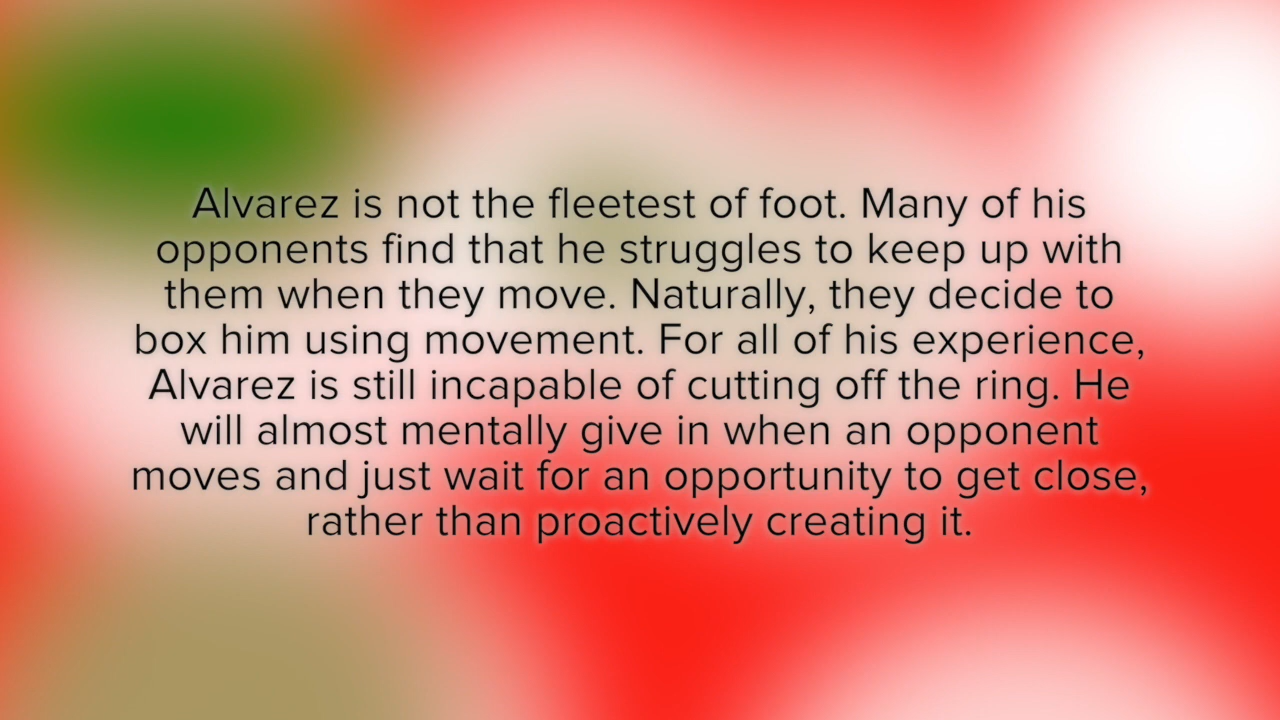 Alvarez is not the fleetest of foot. Many of his
opponents find that he struggles to keep up with
them when they move. Naturally, they decide to
box him using movement. For all of his experience,
Alvarez is still incapable of cutting off the ring. He
will almost mentally give in when an opponent
moves and just wait for an opportunity to get close,
rather than proactively creating it.